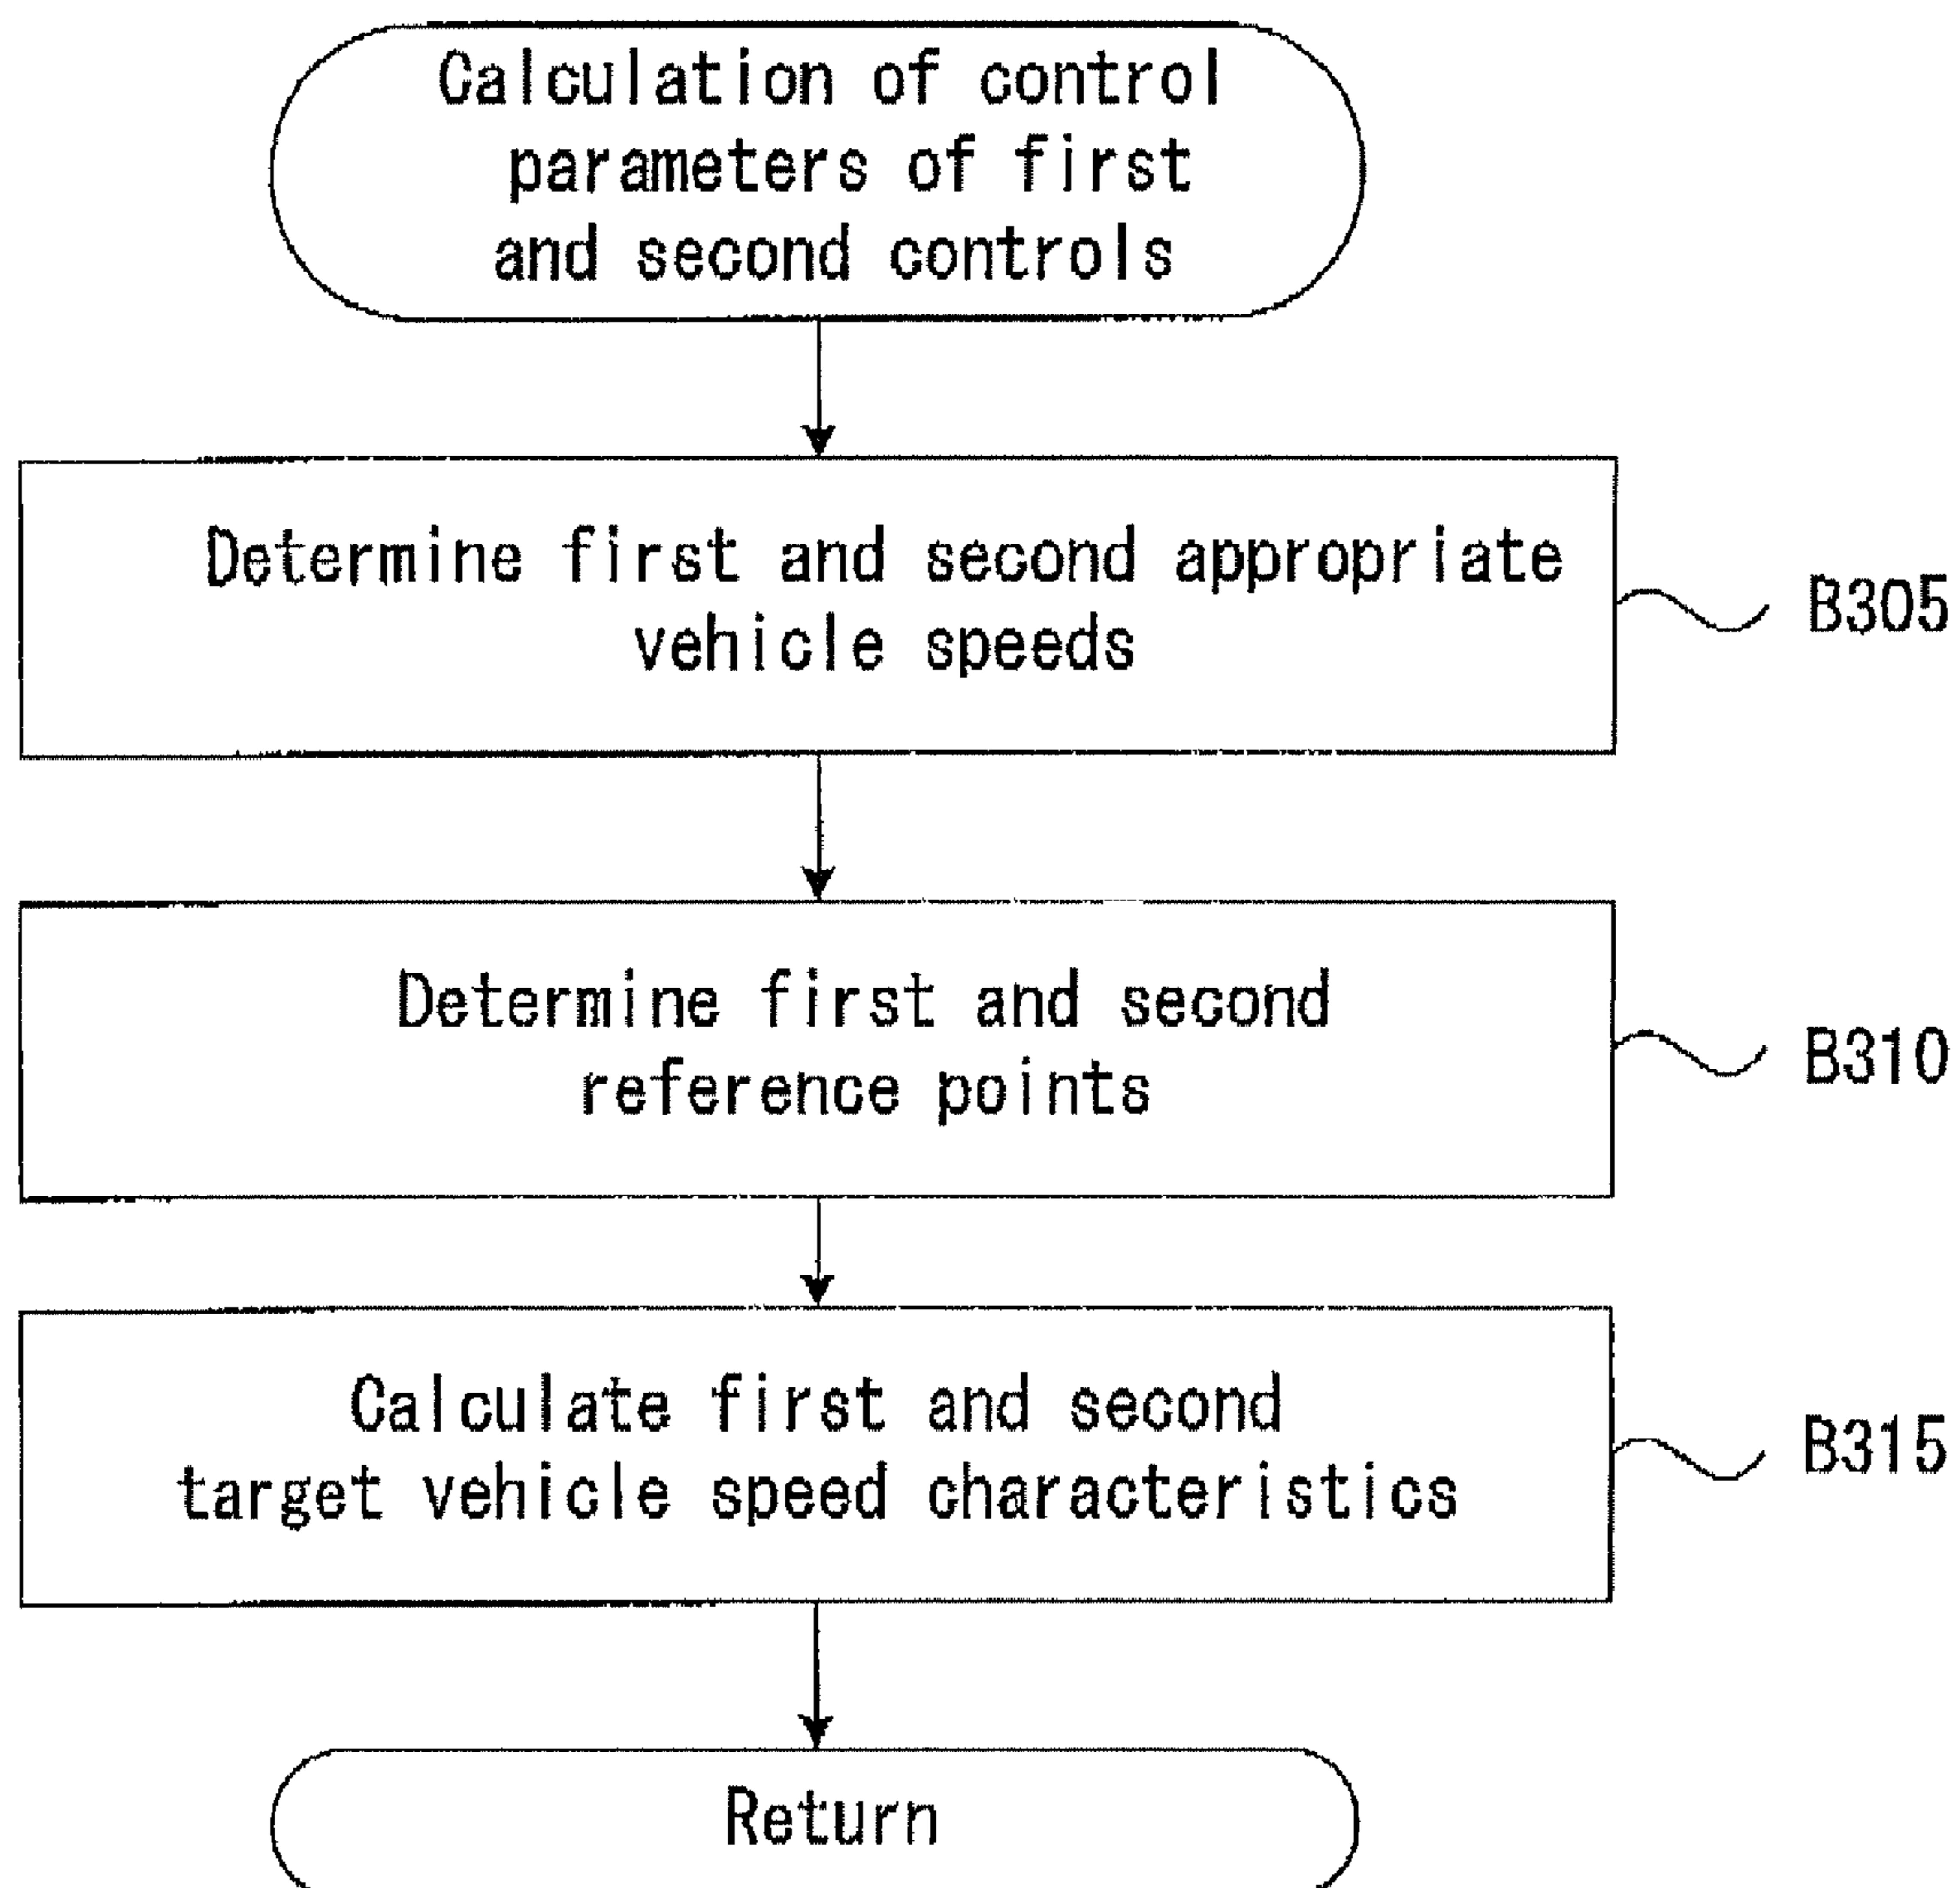 Calculation of control
parameters of first
and second controls
Determine first and second appropriate
vehicle speeds
B305
Determine first and second
reference points
B310
Calculate first and second
target vehicle speed characteristics
B315
Return